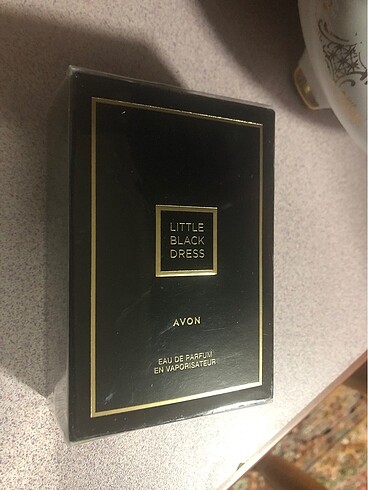 LITTLE
BLACK
DRESS
AVON
EAU DE PARFUM
EN VAPORISATEUR